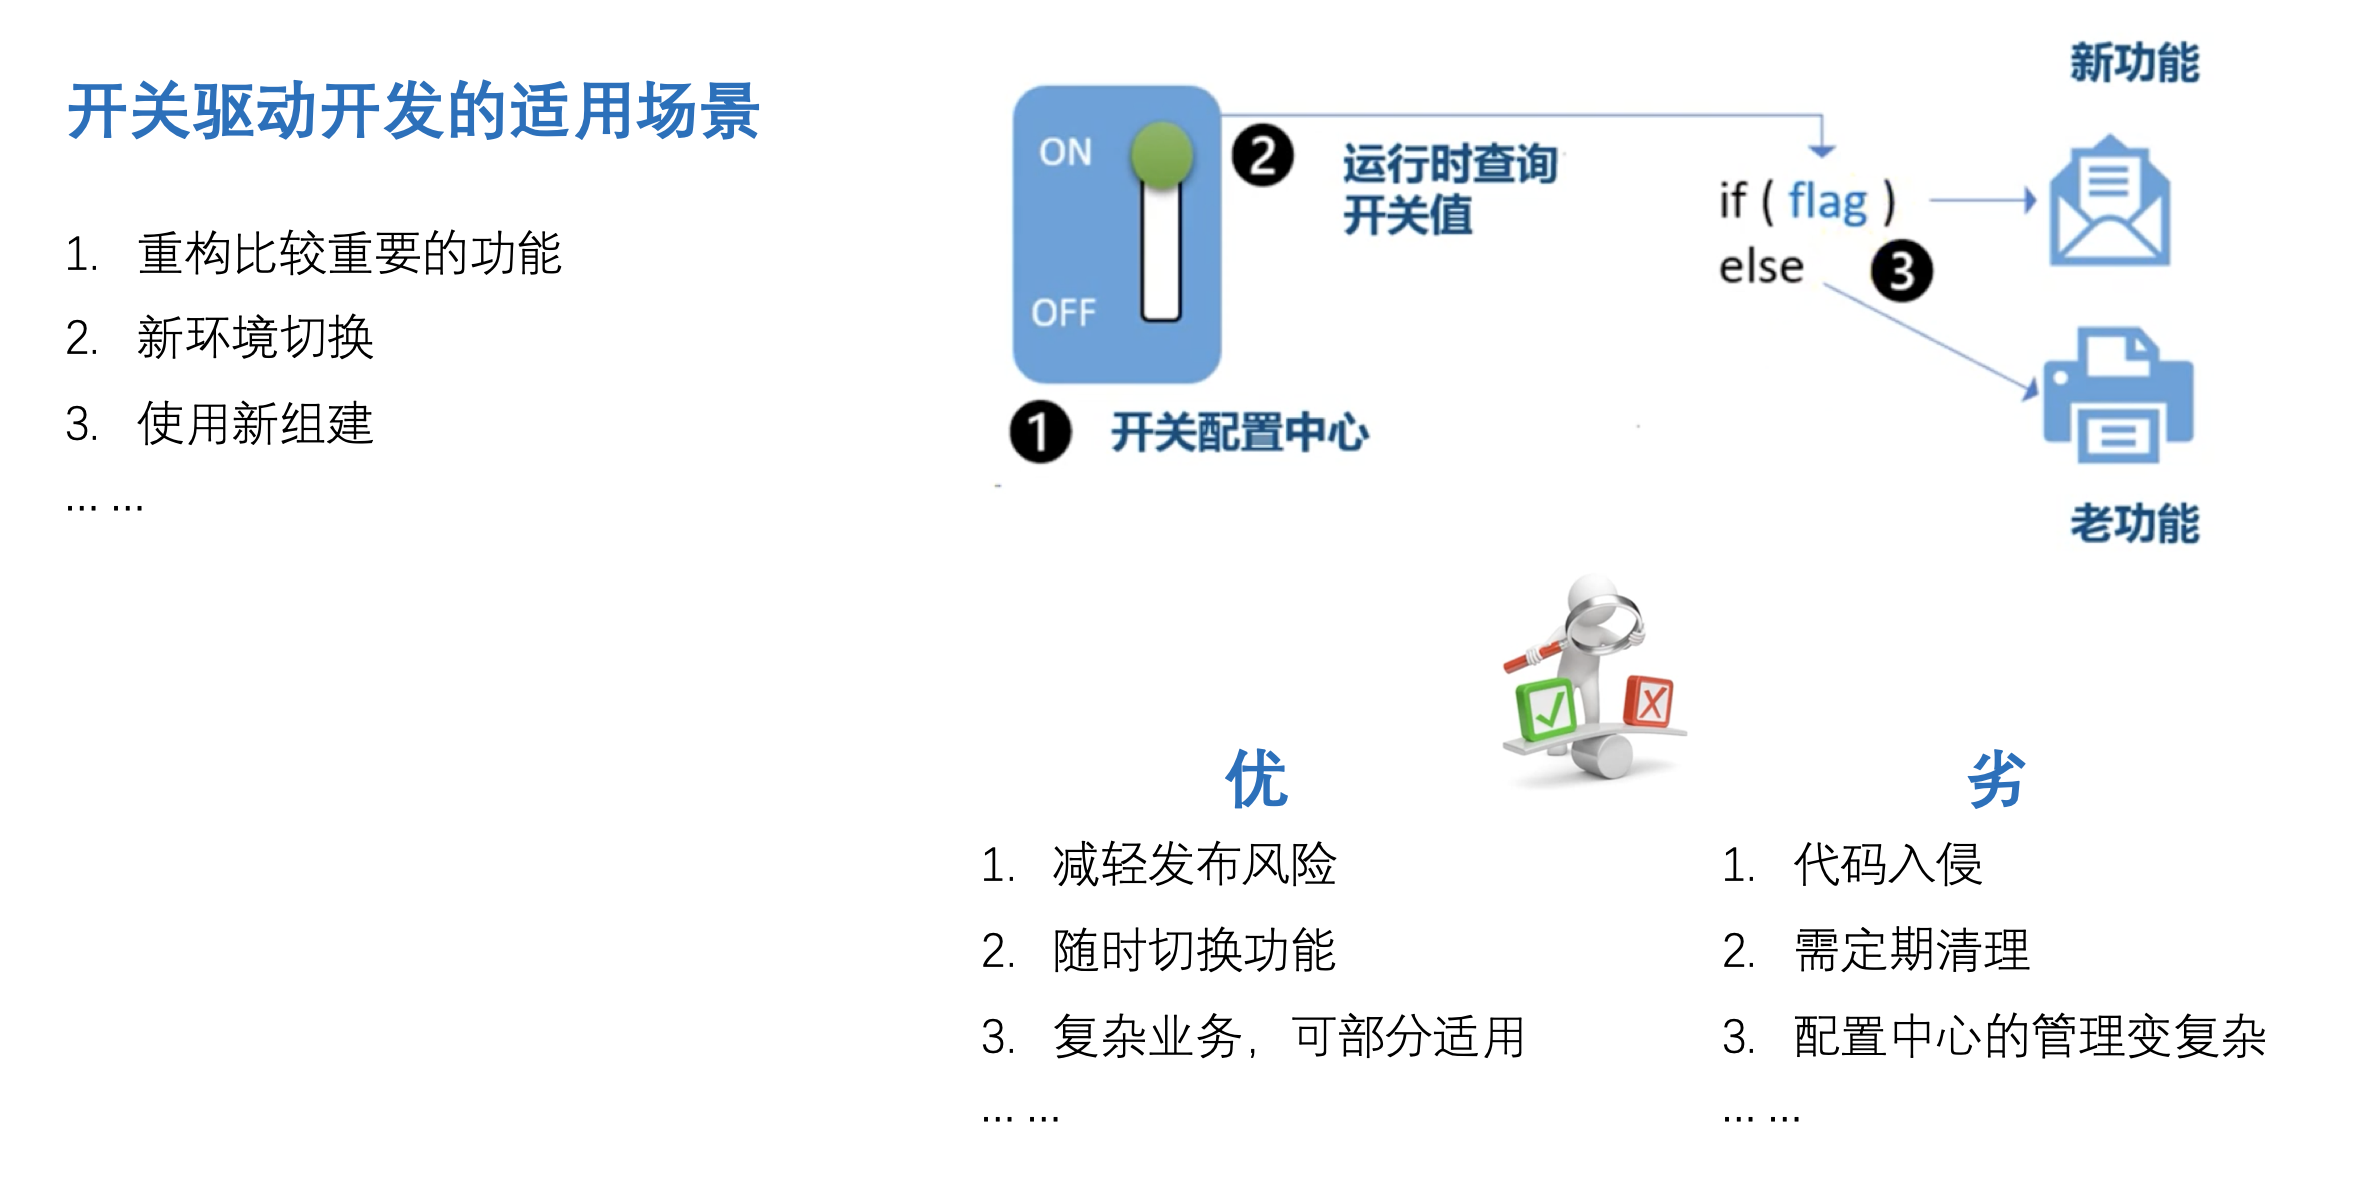 开关驱动开发的适用场景
1. 重构比较重要的功能
2. 新环境切换
3. 使用新组建
... ...
ON
OFF
❶ 开关配置中心
❷ 运行时查询
开关值
if ( flag )
else ❸
新功能
老功能
优
1. 减轻发布风险
2. 随时切换功能
3. 复杂业务，可部分适用
... ...
劣
1. 代码入侵
2. 需定期清理
3. 配置中心的管理变复杂
... ...